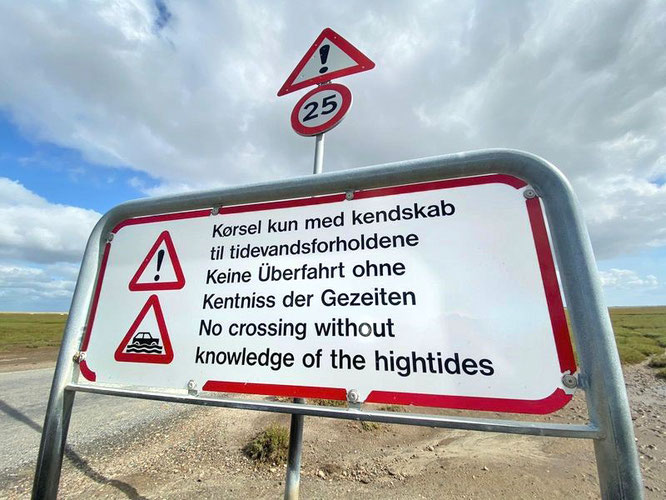 !
25
Kørsel kun med kendskab
til tidevandsforholdene
Keine Überfahrt ohne
Kentniss der Gezeiten
No crossing without
knowledge of the hightides
!